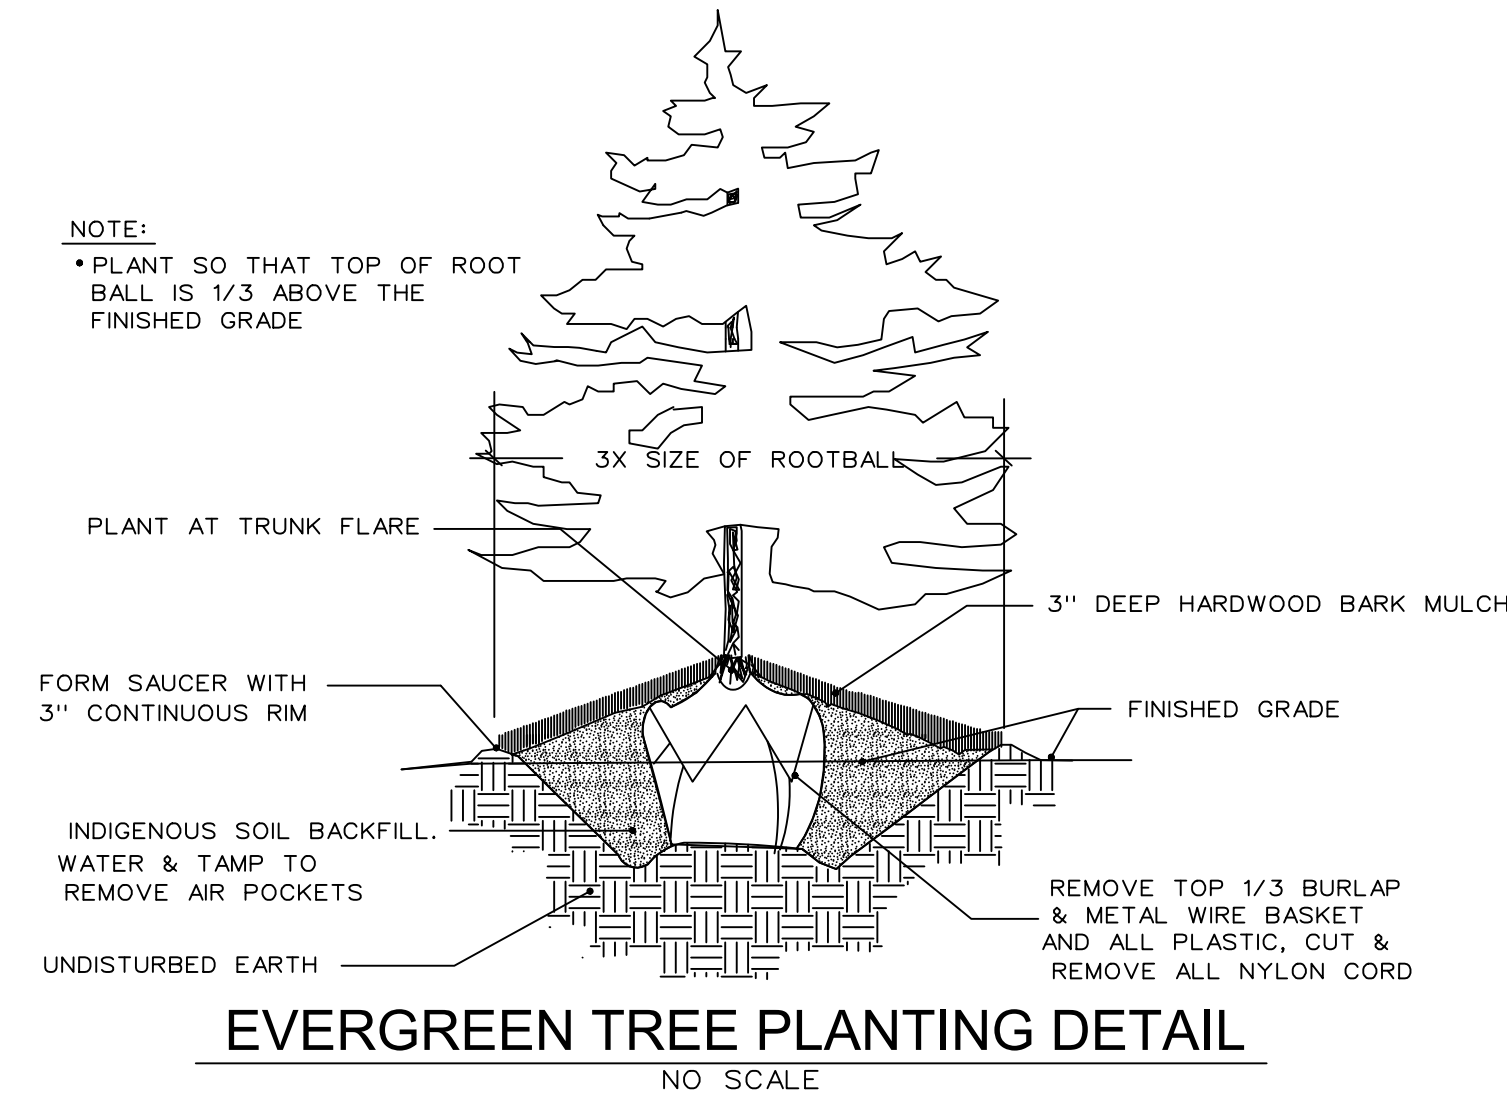 NOTE:
• PLANT SO THAT TOP OF ROOT
BALL IS 1/3 ABOVE THE
FINISHED GRADE
3X SIZE OF ROOTBALL
PLANT AT TRUNK FLARE
3" DEEP HARDWOOD BARK MULCH
FORM SAUCER WITH
3" CONTINUOUS RIM
FINISHED GRADE
INDIGENOUS SOIL BACKFILL.
WATER & TAMP TO
REMOVE AIR POCKETS
REMOVE TOP 1/3 BURLAP
& METAL WIRE BASKET
AND ALL PLASTIC, CUT &
REMOVE ALL NYLON CORD
UNDISTURBED EARTH
EVERGREEN TREE PLANTING DETAIL
NO SCALE